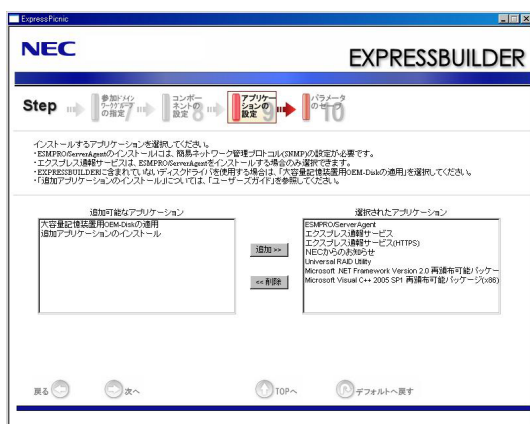 ExpressPicnic
NEC
EXPRESSBUILDER
Step
参加ドメイン
ワークグループ
の指定
7
コンポー
ネントの
設定
8
アプリケー
ションの
設定
9
パラメータ
のセーブ
10
インストールするアプリケーションを選択してください。
・ESMPRO/ServerAgentのインストールには、簡易ネットワーク管理プロトコル(SNMP)の設定が必要です。
・エクスプレス通報サービスは、ESMPRO/ServerAgentをインストールする場合のみ選択できます。
・EXPRESSBUILDERに含まれていないディスクドライバを使用する場合は、「大容量記憶装置用OEM-Diskの適用」を選択してください。
・「追加アプリケーションのインストール」については、「ユーザーズガイド」を参照してください。
追加可能なアプリケーション
選択されたアプリケーション
大容量記憶装置用OEM-Diskの適用
追加アプリケーションのインストール
追加 >>
<< 削除
ESMPRO/ServerAgent
エクスプレス通報サービス
エクスプレス通報サービス(HTTPS)
NECからのお知らせ
Universal RAID Utility
Microsoft .NET Framework Version 2.0 再頒布可能パッケー
Microsoft Visual C++ 2005 SP1 再頒布可能パッケージ(x86)
戻る
次へ
TOPへ
デフォルトへ戻す